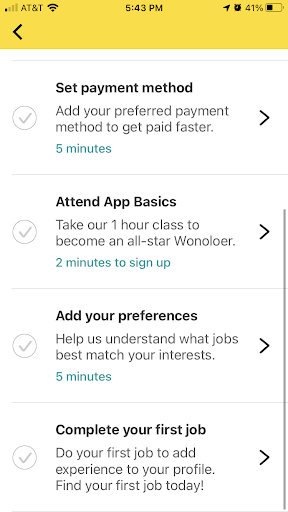 AT&T 5:43 PM 41%
Set payment method
Add your preferred payment
method to get paid faster.
5 minutes
Attend App Basics
Take our 1 hour class to
become an all-star Wonoloer.
2 minutes to sign up
Add your preferences
Help us understand what jobs
best match your interests.
5 minutes
Complete your first job
Do your first job to add
experience to your profile.
Find your first job today!